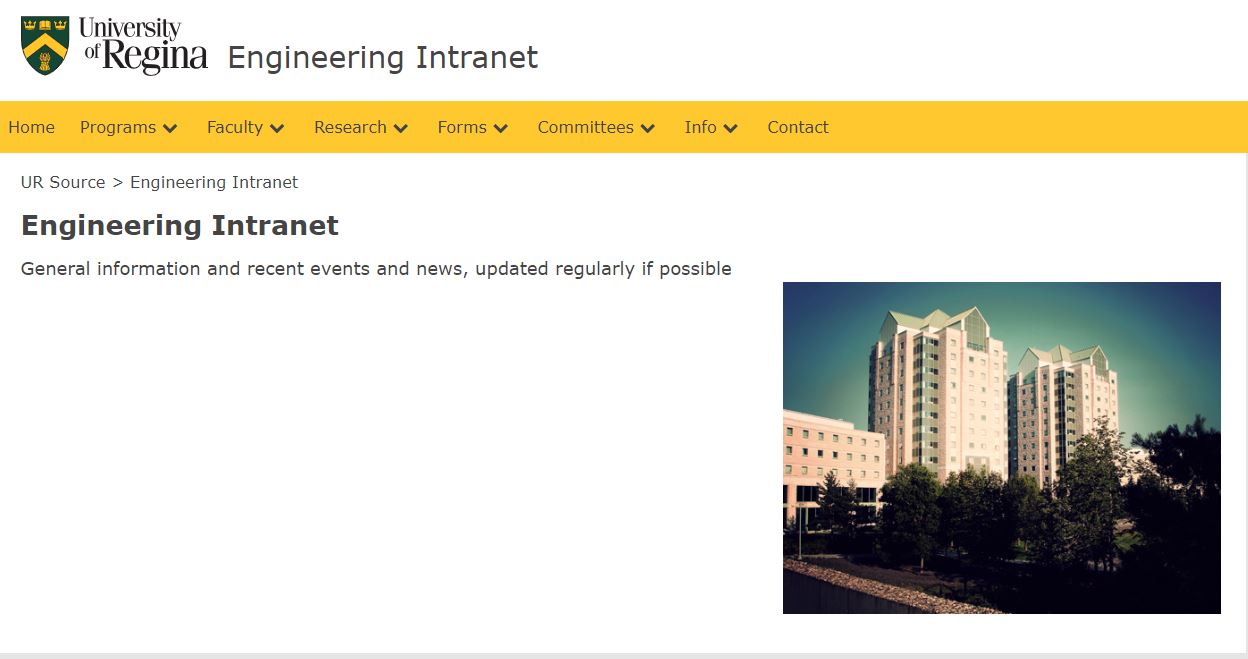 University
of Regina
Engineering Intranet
Home Programs Faculty Research Forms Committees Info Contact
UR Source > Engineering Intranet
Engineering Intranet
General information and recent events and news, updated regularly if possible